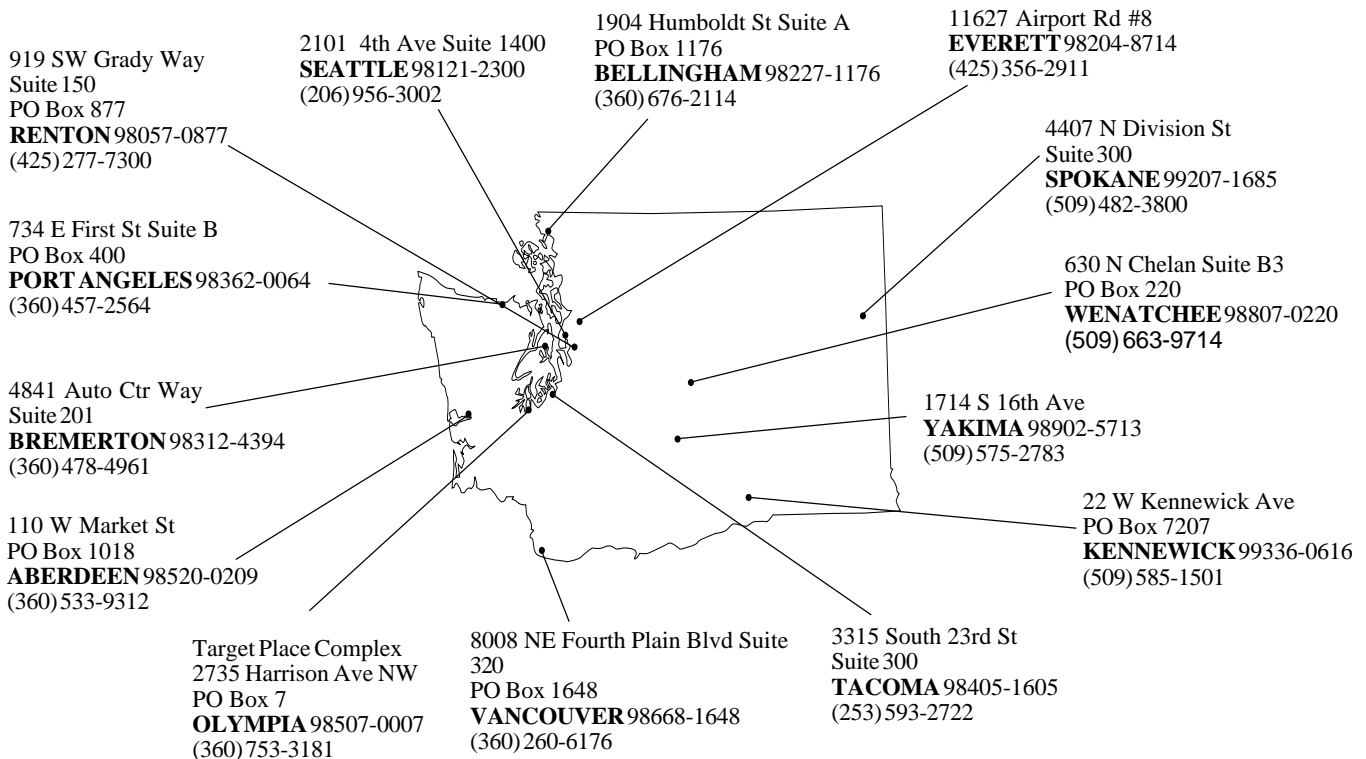 919 SW Grady Way
Suite 150
PO Box 877
RENTON 98057-0877
(425) 277-7300
2101 4th Ave Suite 1400
SEATTLE 98121-2300
(206) 956-3002
1904 Humboldt St Suite A
PO Box 1176
BELLINGHAM 98227-1176
(360) 676-2114
11627 Airport Rd #8
EVERETT 98204-8714
(425) 356-2911
4407 N Division St
Suite 300
SPOKANE 99207-1685
(509) 482-3800
734 E First St Suite B
PO Box 400
PORT ANGELES 98362-0064
(360) 457-2564
630 N Chelan Suite B3
PO Box 220
WENATCHEE 98807-0220
(509) 663-9714
4841 Auto Ctr Way
Suite 201
BREMERTON 98312-4394
(360) 478-4961
1714 S 16th Ave
YAKIMA 98902-5713
(509) 575-2783
110 W Market St
PO Box 1018
ABERDEEN 98520-0209
(360) 533-9312
22 W Kennewick Ave
PO Box 7207
KENNEWICK 99336-0616
(509) 585-1501
Target Place Complex
2735 Harrison Ave NW
PO Box 7
OLYMPIA 98507-0007
(360) 753-3181
8008 NE Fourth Plain Blvd Suite
320
PO Box 1648
VANCOUVER 98668-1648
(360) 260-6176
3315 South 23rd St
Suite 300
TACOMA 98405-1605
(253) 593-2722